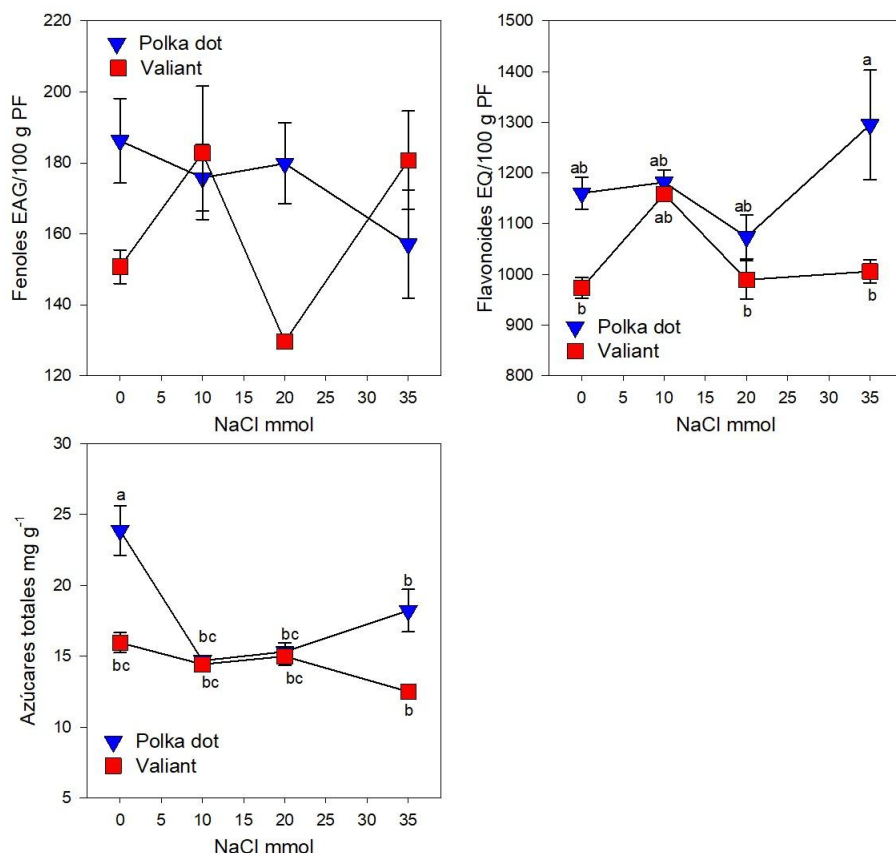 220
200
180
160
140
120
Fenoles EAG/100 g PF
Polka dot
Valiant
0 5 10 15 20 25 30 35
NaCl mmol
1500
1400
1300
1200
1100
1000
900
800
Flavonoides EQ/100 g PF
a
ab
ab
ab
ab
b
b
b
Polka dot
Valiant
0 5 10 15 20 25 30 35
NaCl mmol
30
25
20
15
10
5
Azúcares totales mg g-1
a
b
bc
bc
bc
bc
bc
b
Polka dot
Valiant
0 5 10 15 20 25 30 35
NaCl mmol